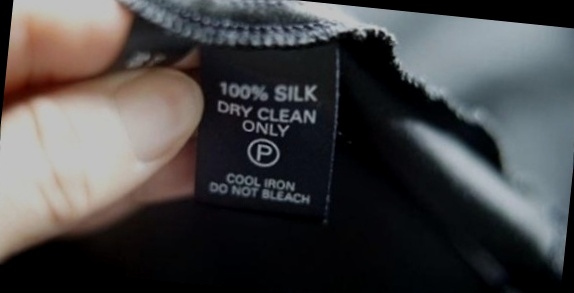 100% SILK
DRY CLEAN
ONLY
P
COOL IRON
DO NOT BLEACH